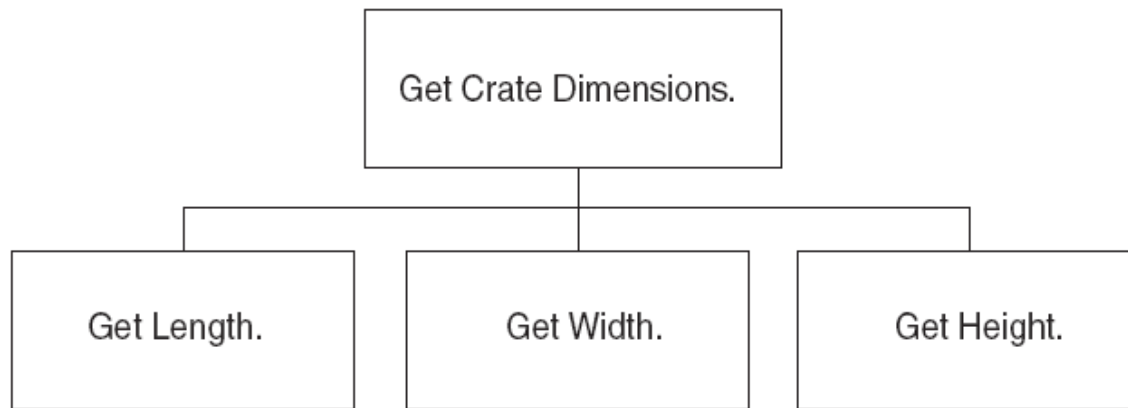 Get Crate Dimensions.
Get Length.
Get Width.
Get Height.